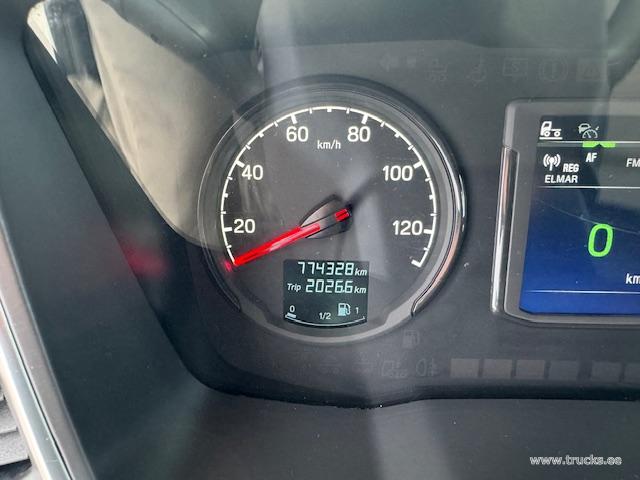 60 80
km/h
40 100
20 120
774328 km
Trip 2026.6 km
0 1/2 1
REG AF FM
ELMAR
0
km
www.trucks.ee